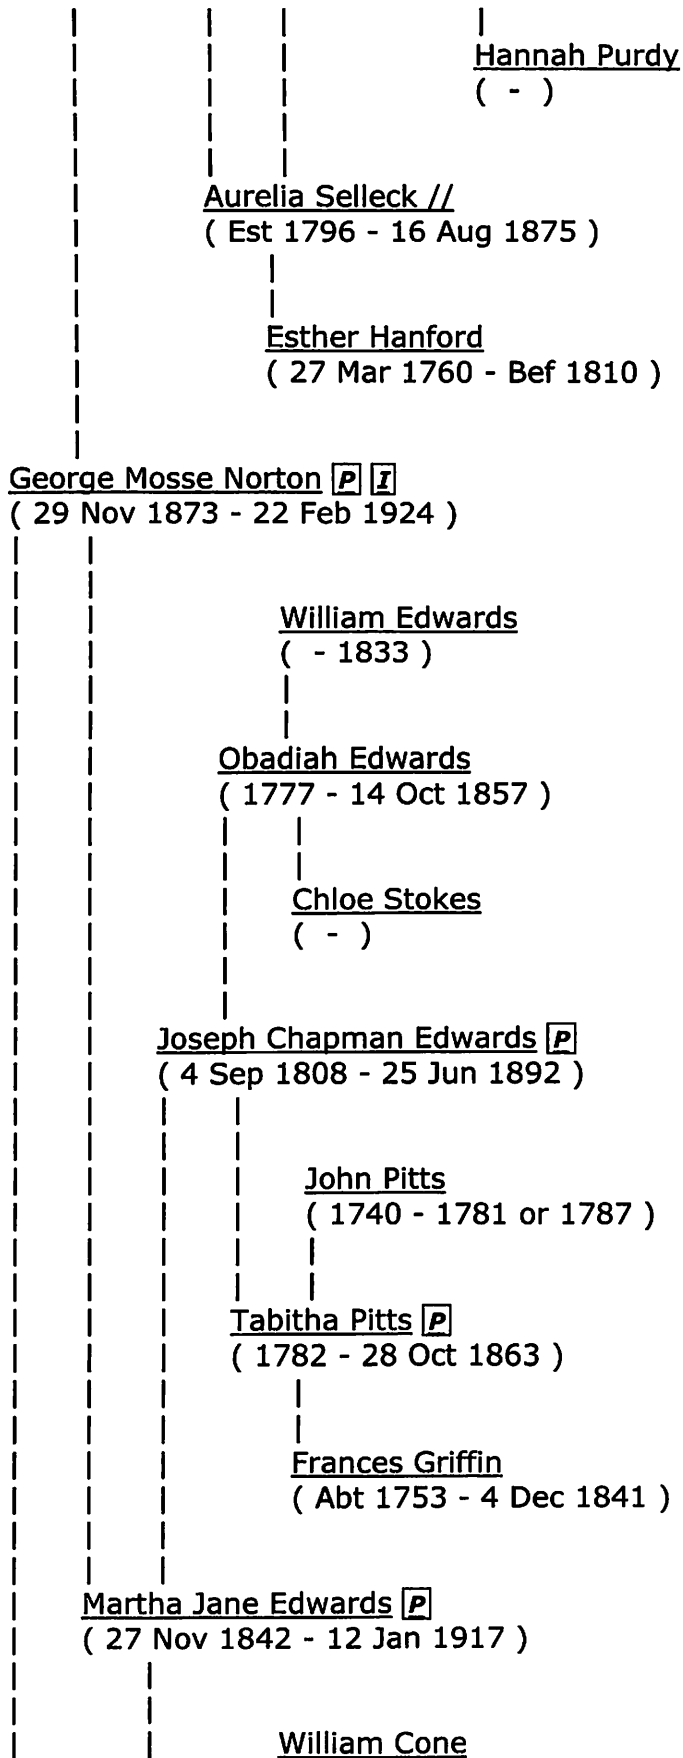 Hannah Purdy
( - )
Aurelia Selleck //
( Est 1796 - 16 Aug 1875 )
Esther Hanford
( 27 Mar 1760 - Bef 1810 )
George Mosse Norton P I
( 29 Nov 1873 - 22 Feb 1924 )
William Edwards
( - 1833 )
Obadiah Edwards
( 1777 - 14 Oct 1857 )
Chloe Stokes
( - )
Joseph Chapman Edwards P
( 4 Sep 1808 - 25 Jun 1892 )
John Pitts
( 1740 - 1781 or 1787 )
Tabitha Pitts P
( 1782 - 28 Oct 1863 )
Frances Griffin
( Abt 1753 - 4 Dec 1841 )
Martha Jane Edwards P
( 27 Nov 1842 - 12 Jan 1917 )
William Cone